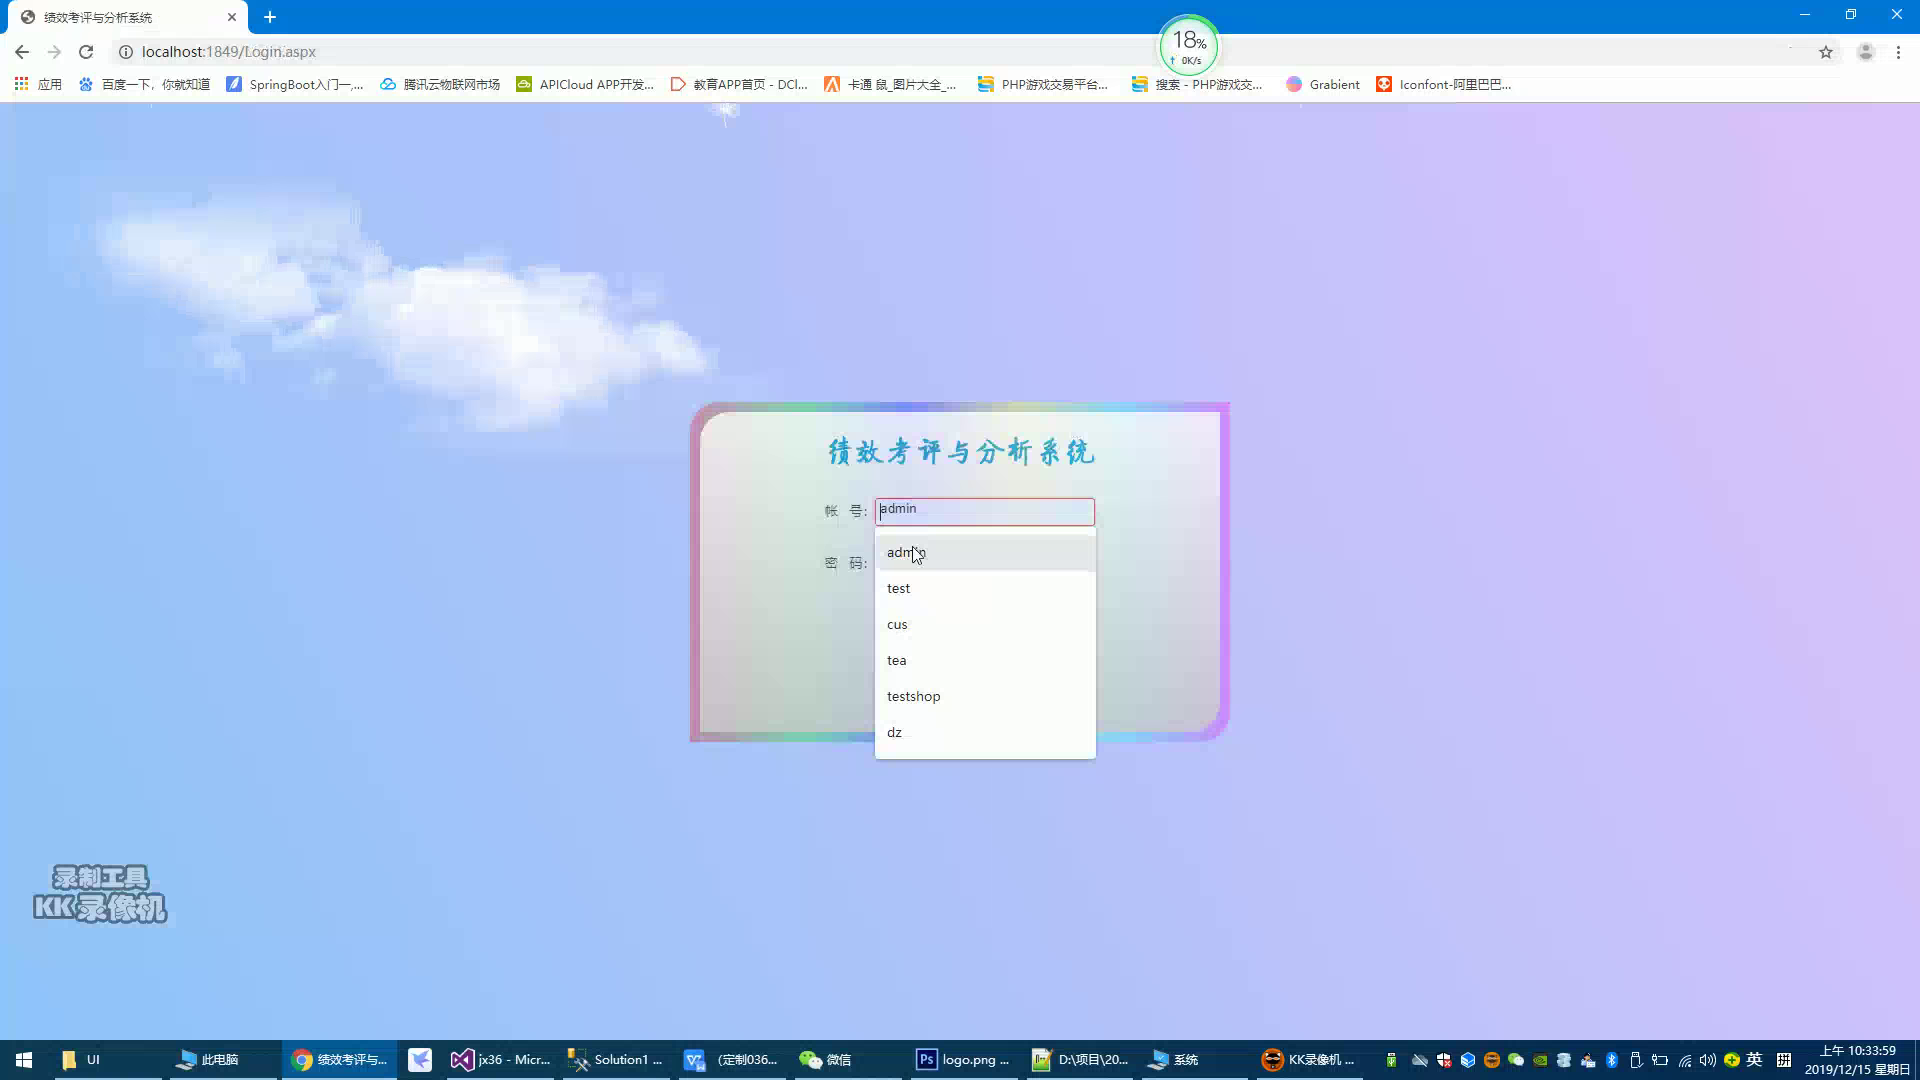 绩效考评与分析系统
localhost:1849/Login.aspx
18%
↑ 0K/s
应用
百度一下，你就知道
SpringBoot入门一,...
腾讯云物联网市场
APICloud APP开发...
教育APP首页 - DCl...
卡通 鼠_图片大全_...
PHP游戏交易平台...
搜索 - PHP游戏交...
Grabient
Iconfont-阿里巴巴...
绩效考评与分析系统
帐 号: admin
密 码:
admin
test
cus
tea
testshop
dz
录制工具
KK录像机
UI
此电脑
绩效考评与...
jx36 - Micr...
Solution1 ...
(定制036...
微信
logo.png ...
D:\项目\20...
系统
KK录像机 ...
英
拼
上午 10:33:59
2019/12/15 星期日